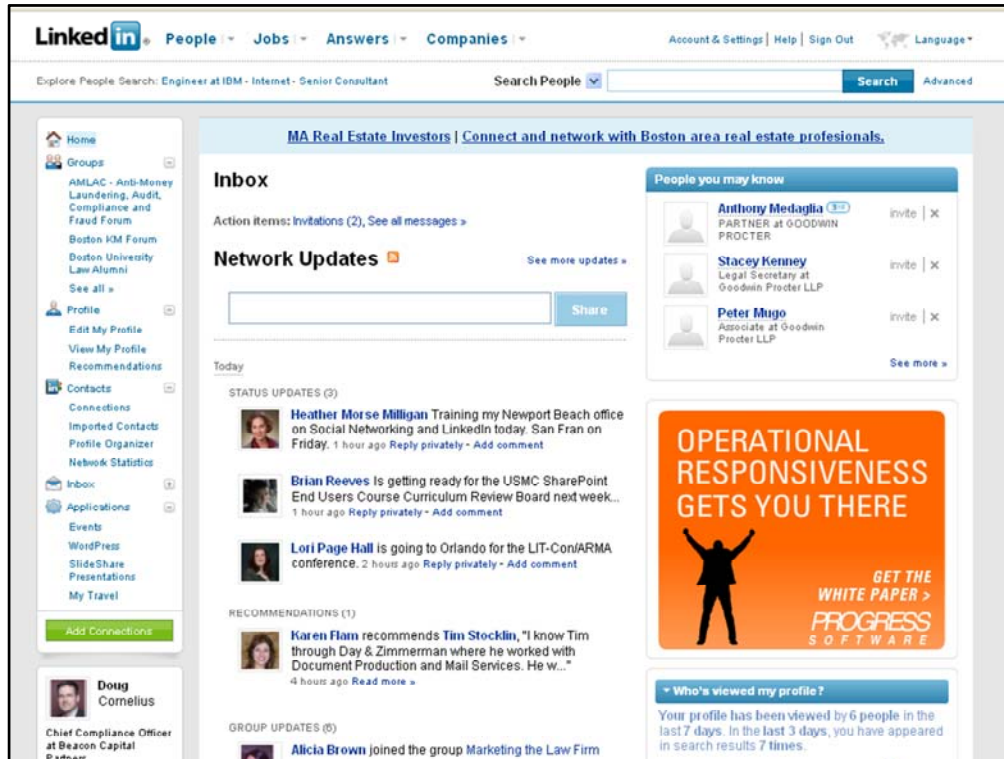 Linked in ®
People Jobs Answers Companies
Account & Settings | Help | Sign Out Language
Explore People Search: Engineer at IBM - Internet - Senior Consultant
Search People
Search
Advanced
Home
Groups
AMLAC - Anti-Money
Laundering, Audit,
Compliance and
Fraud Forum
Boston KM Forum
Boston University
Law Alumni
See all »
Profile
Edit My Profile
View My Profile
Recommendations
Contacts
Connections
Imported Contacts
Profile Organizer
Network Statistics
Inbox
Applications
Events
WordPress
SlideShare
Presentations
My Travel
Add Connections
Doug
Cornelius
Chief Compliance Officer
at Beacon Capital
Partners
MA Real Estate Investors | Connect and network with Boston area real estate profesionals.
Inbox
Action items: Invitations (2), See all messages »
Network Updates
See more updates »
Share
Today
STATUS UPDATES (3)
Heather Morse Milligan Training my Newport Beach office
on Social Networking and LinkedIn today. San Fran on
Friday. 1 hour ago Reply privately - Add comment
Brian Reeves Is getting ready for the USMC SharePoint
End Users Course Curriculum Review Board next week...
1 hour ago Reply privately - Add comment
Lori Page Hall is going to Orlando for the LIT-Con/ARMA
conference. 2 hours ago Reply privately - Add comment
RECOMMENDATIONS (1)
Karen Flam recommends Tim Stocklin, "I know Tim
through Day & Zimmerman where he worked with
Document Production and Mail Services. He w..."
4 hours ago Read more »
GROUP UPDATES (6)
Alicia Brown joined the group Marketing the Law Firm
People you may know
Anthony Medaglia
PARTNER at GOODWIN
PROCTER
invite | x
Stacey Kenney
Legal Secretary at
Goodwin Procter LLP
invite | x
Peter Mugo
Associate at Goodwin
Procter LLP
invite | x
See more »
OPERATIONAL
RESPONSIVENESS
GETS YOU THERE
GET THE
WHITE PAPER >
PROGRESS
SOFTWARE
Who's viewed my profile?
Your profile has been viewed by 6 people in the
last 7 days. In the last 3 days, you have appeared
in search results 7 times.